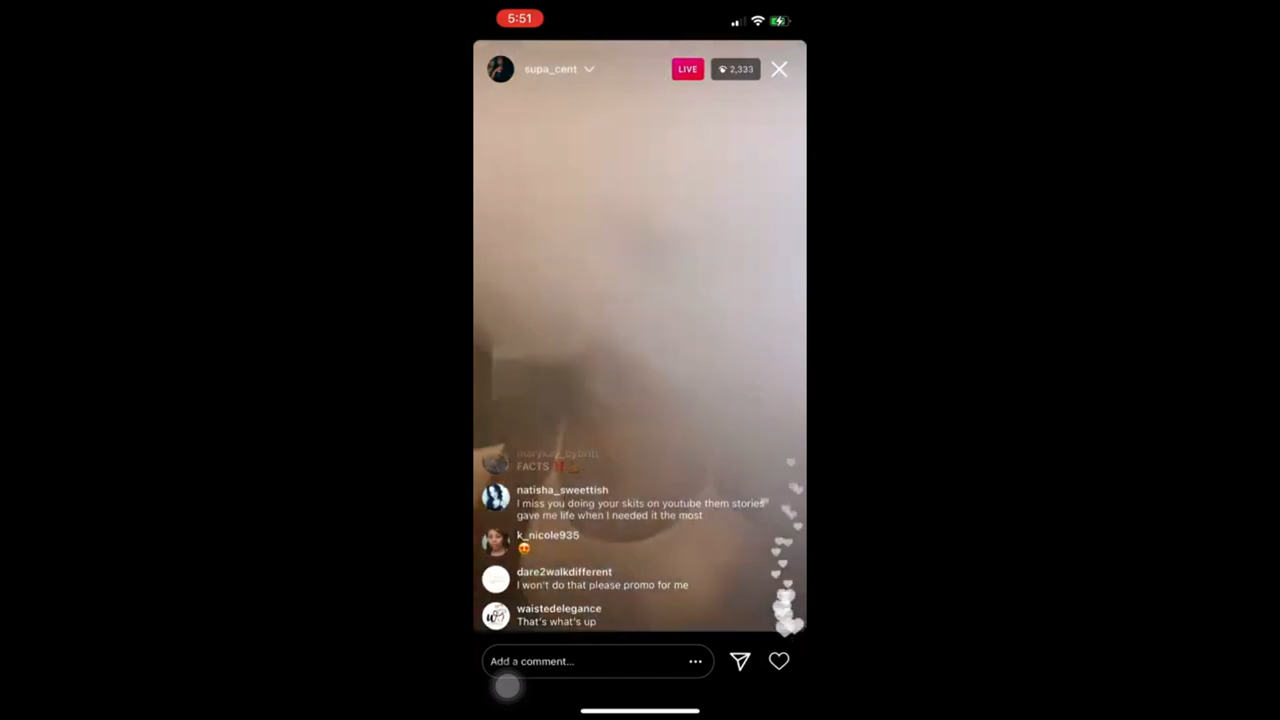 5:51
supa_cent
LIVE
2,333
FACTS
natisha_sweettish
I miss you doing your skits on youtube them stories
gave me life when I needed it the most
k_nicole935
😍
dare2walkdifferent
I won't do that please promo for me
waistedelegance
That's what's up
Add a comment...